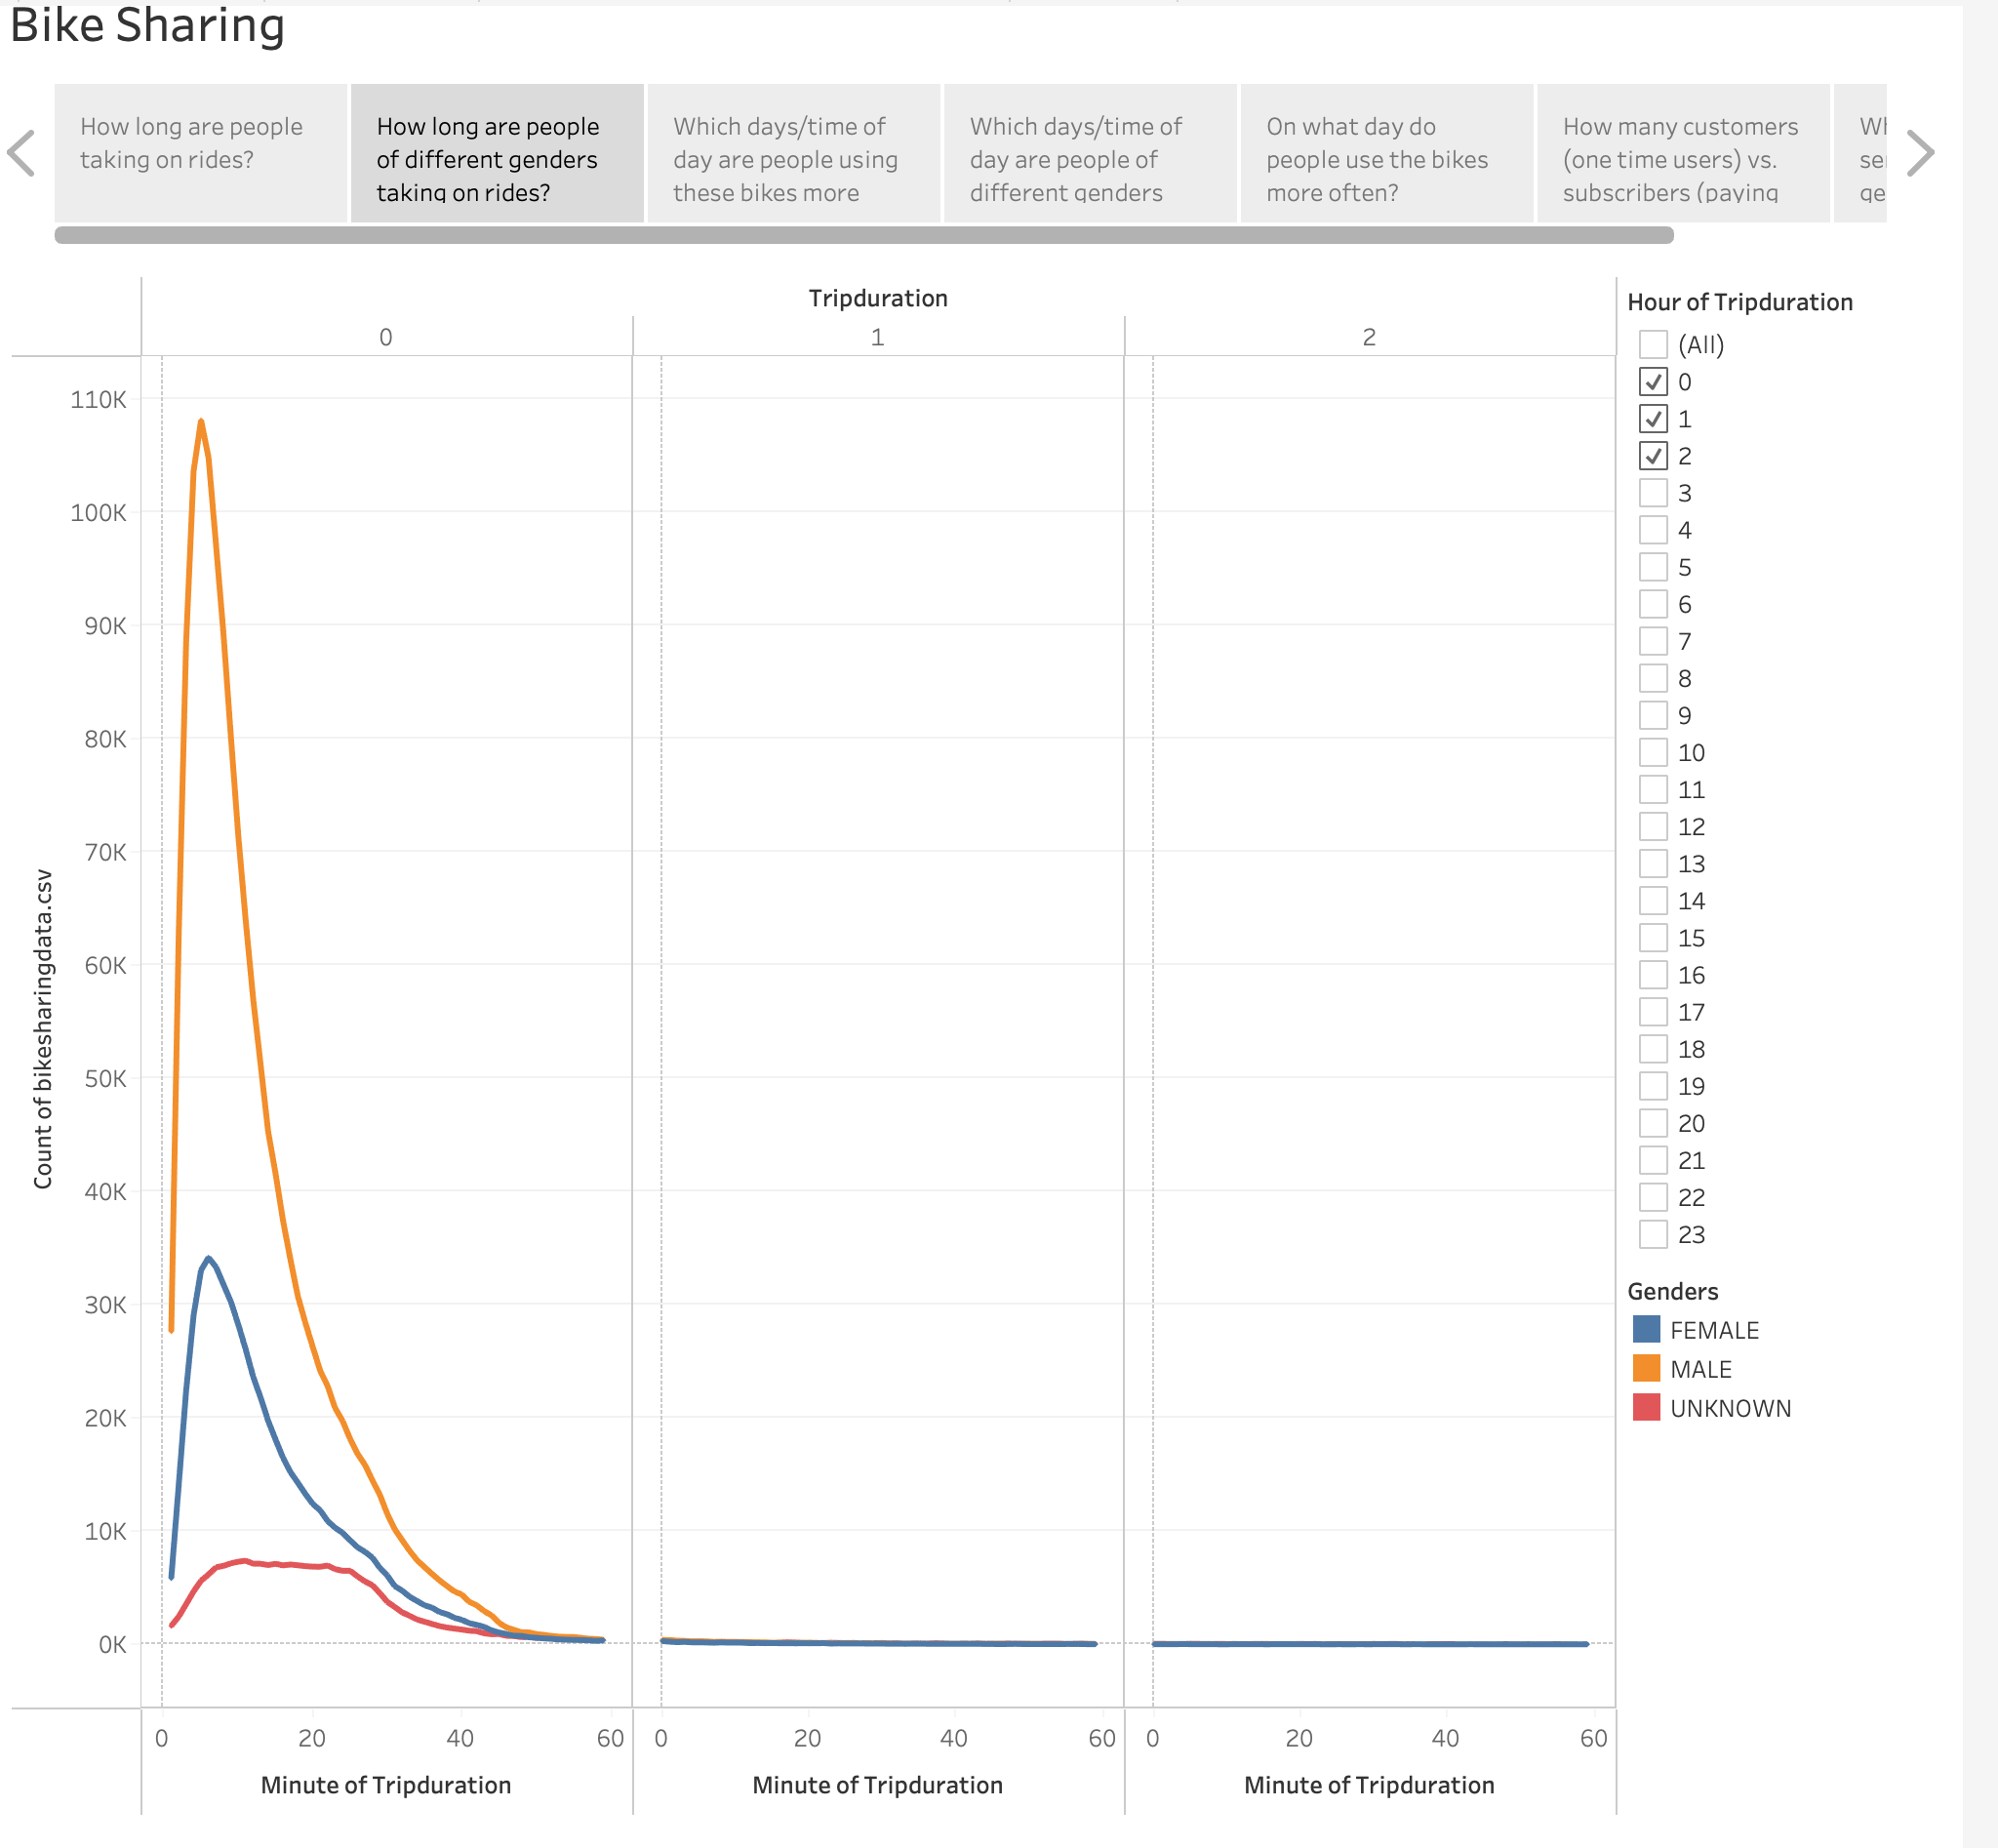 Bike Sharing
How long are people
taking on rides?
How long are people
of different genders
taking on rides?
Which days/time of
day are people using
these bikes more
Which days/time of
day are people of
different genders
On what day do
people use the bikes
more often?
How many customers
(one time users) vs.
subscribers (paying
Tripduration
0 1 2
110K
100K
90K
80K
70K
60K
50K
40K
30K
20K
10K
0K
Count of bikesharingdata.csv
0 20 40 60 0 20 40 60 0 20 40 60
Minute of Tripduration Minute of Tripduration Minute of Tripduration
Hour of Tripduration
(All)
0
1
2
3
4
5
6
7
8
9
10
11
12
13
14
15
16
17
18
19
20
21
22
23
Genders
FEMALE
MALE
UNKNOWN